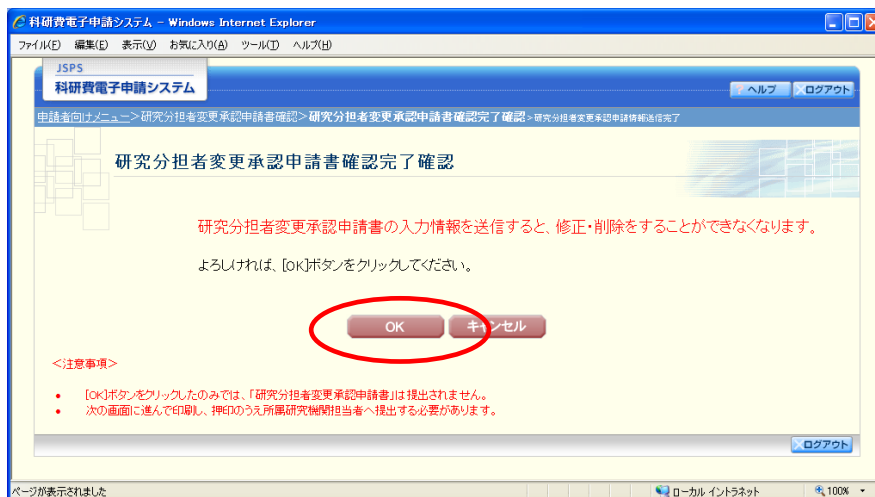 科研費電子申請システム - Windows Internet Explorer
ファイル(F) 編集(E) 表示(V) お気に入り(A) ツール(T) ヘルプ(H)
JSPS
科研費電子申請システム
? ヘルプ ログアウト
申請者向けメニュー>研究分担者変更承認申請書確認>研究分担者変更承認申請書確認完了確認>研究分担者変更承認申請情報送信完了
研究分担者変更承認申請書確認完了確認
研究分担者変更承認申請書の入力情報を送信すると、修正・削除をすることができなくなります。
よろしければ、[OK]ボタンをクリックしてください。
OK キャンセル
<注意事項>
• [OK]ボタンをクリックしたのみでは、「研究分担者変更承認申請書」は提出されません。
• 次の画面に進んで印刷し、押印のうえ所属研究機関担当者へ提出する必要があります。
ログアウト
ページが表示されました ローカル イントラネット 100%